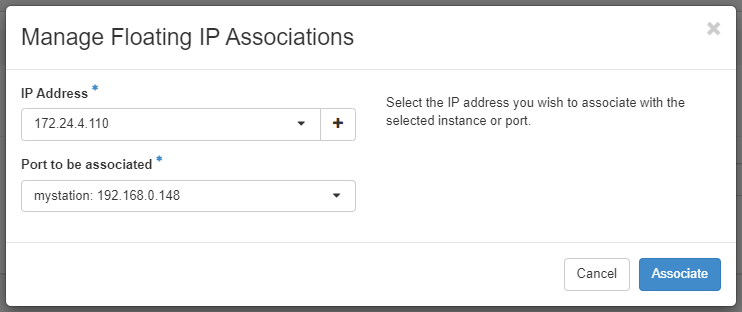 Manage Floating IP Associations
×
IP Address *
172.24.4.110
+
Select the IP address you wish to associate with the
selected instance or port.
Port to be associated *
mystation: 192.168.0.148
Cancel
Associate